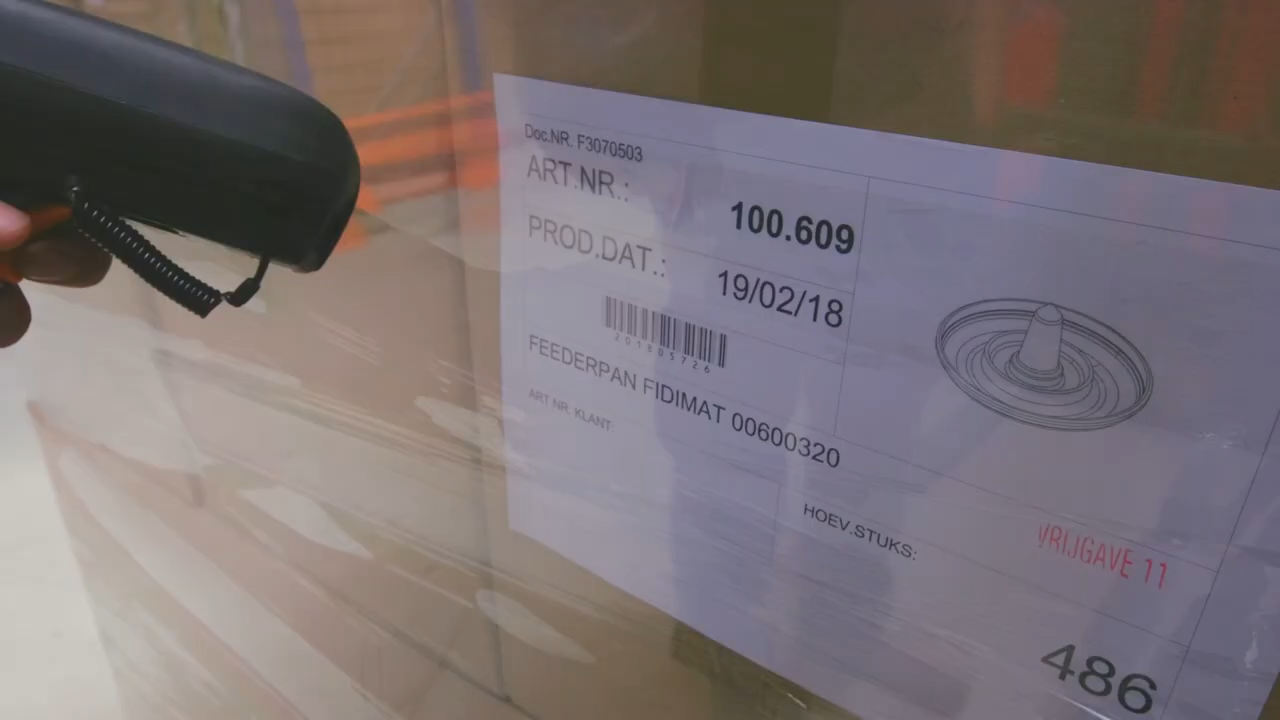 Doc.NR. F3070503
ART.NR.: 100.609
PROD.DAT.: 19/02/18
201805726
FEEDERPAN FIDIMAT 00600320
ART NR. KLANT:
HOEV.STUKS:
VRIJGAVE 11
486